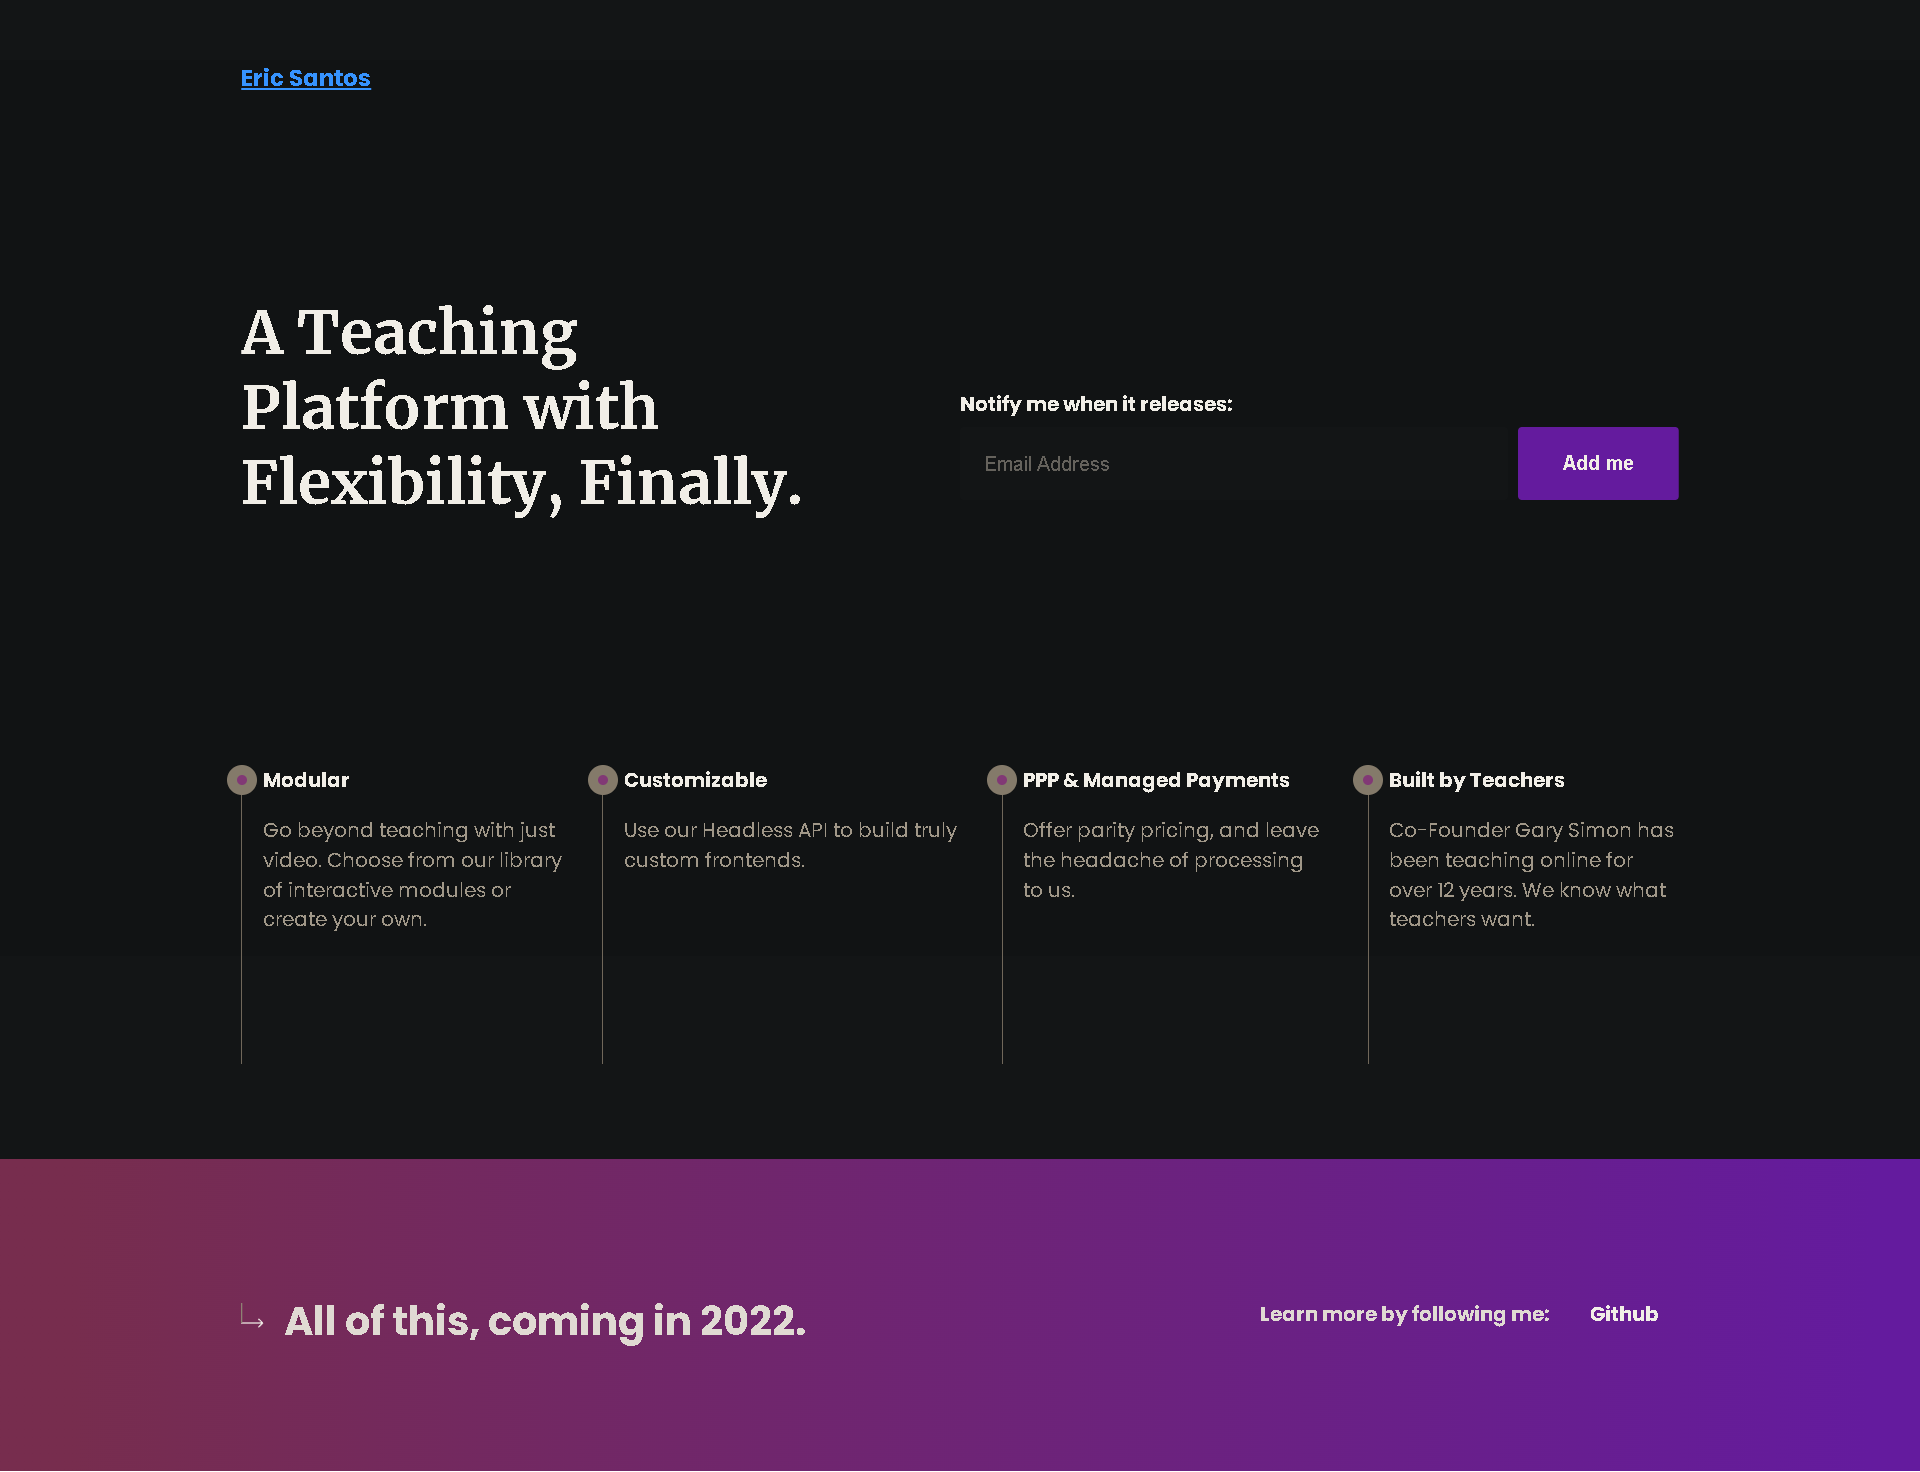 Eric Santos
A Teaching
Platform with
Flexibility, Finally.
Notify me when it releases:
Email Address
Add me
Modular
Go beyond teaching with just
video. Choose from our library
of interactive modules or
create your own.
Customizable
Use our Headless API to build truly
custom frontends.
PPP & Managed Payments
Offer parity pricing, and leave
the headache of processing
to us.
Built by Teachers
Co-Founder Gary Simon has
been teaching online for
over 12 years. We know what
teachers want.
All of this, coming in 2022.
Learn more by following me:
Github